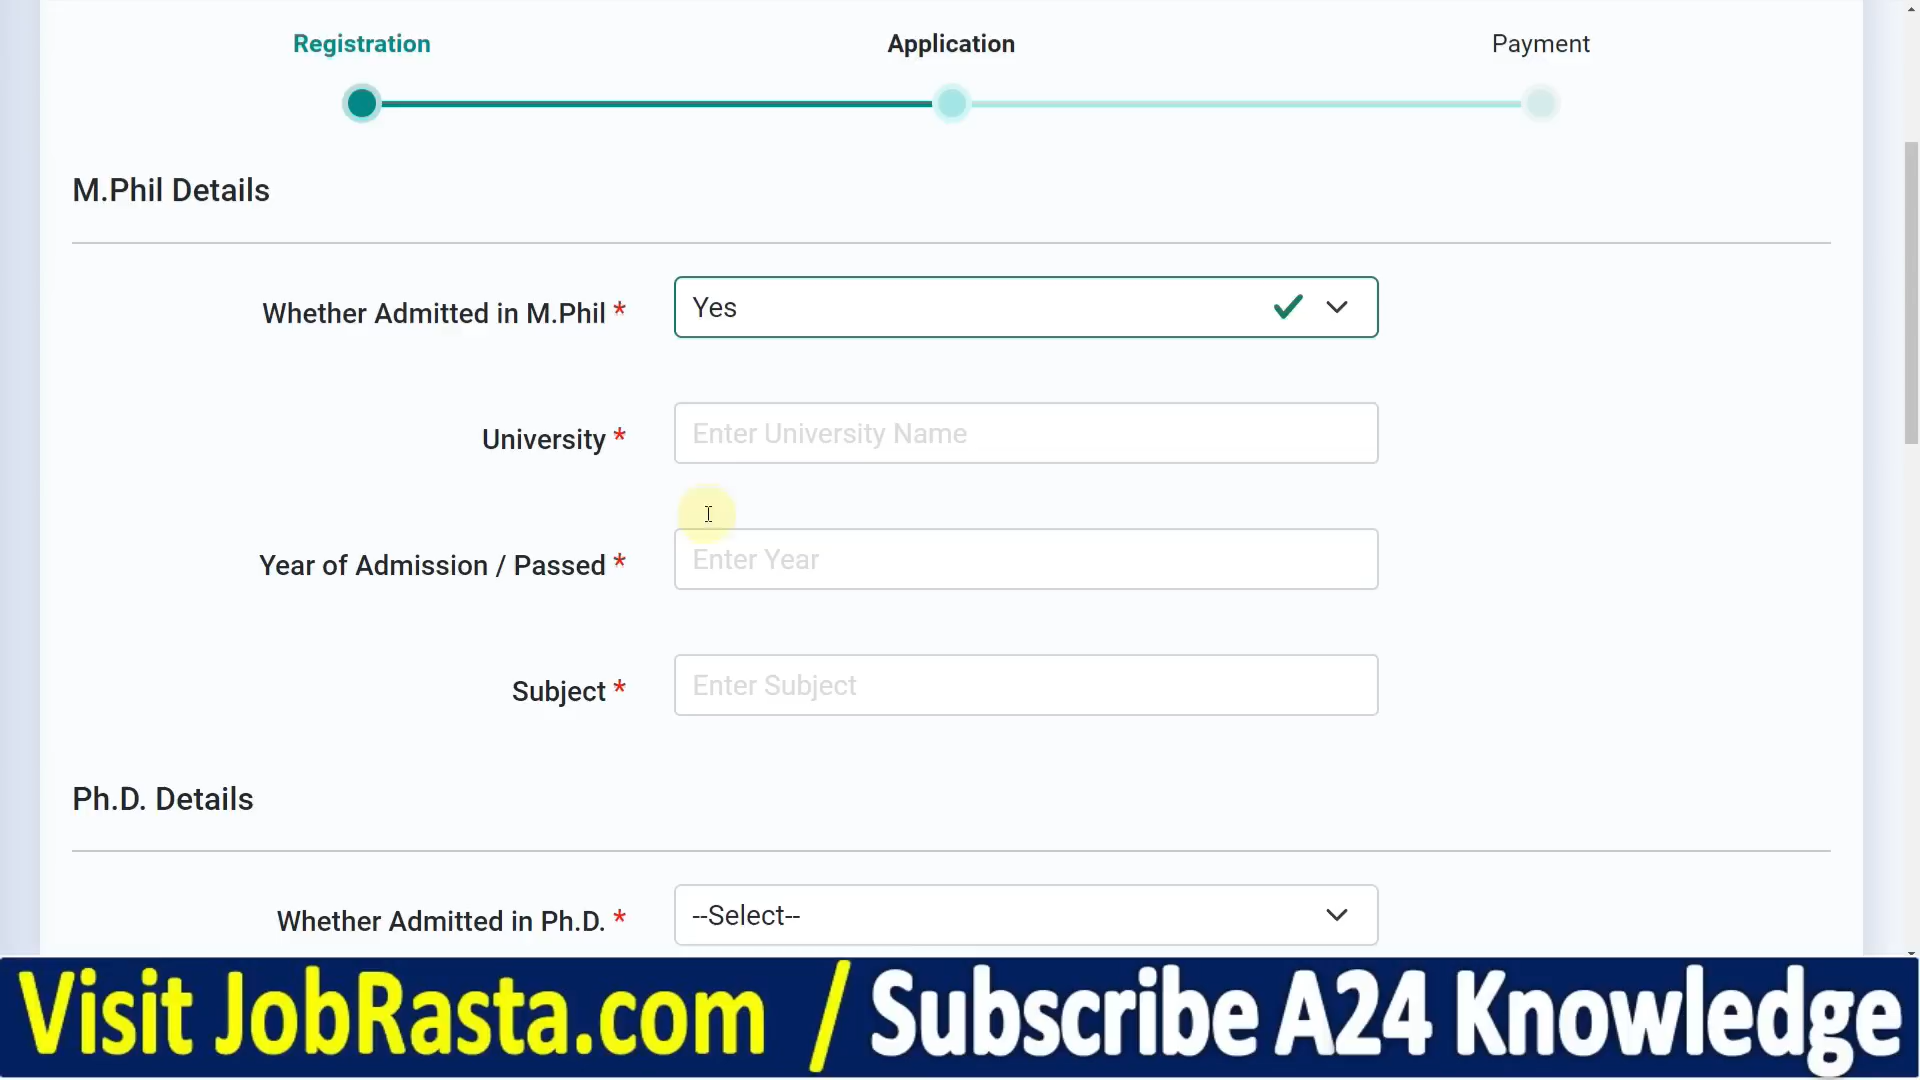 Registration
Application
Payment
M.Phil Details
Whether Admitted in M.Phil *
Yes
University *
Enter University Name
Year of Admission / Passed *
Enter Year
Subject *
Enter Subject
Ph.D. Details
Whether Admitted in Ph.D. *
--Select--
Visit JobRasta.com / Subscribe A24 Knowledge